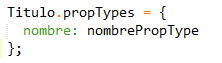 Titulo.propTypes = {
  nombre: nombrePropType
};